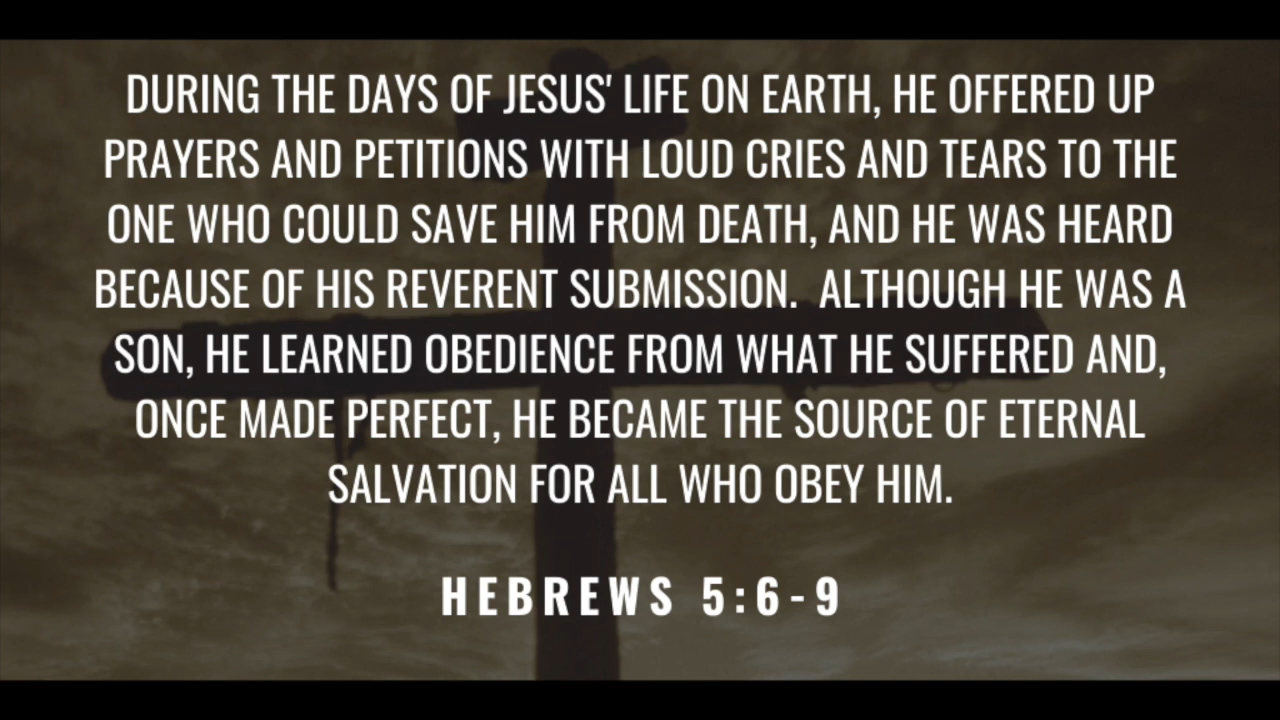 DURING THE DAYS OF JESUS' LIFE ON EARTH, HE OFFERED UP
PRAYERS AND PETITIONS WITH LOUD CRIES AND TEARS TO THE
ONE WHO COULD SAVE HIM FROM DEATH, AND HE WAS HEARD
BECAUSE OF HIS REVERENT SUBMISSION.  ALTHOUGH HE WAS A
SON, HE LEARNED OBEDIENCE FROM WHAT HE SUFFERED AND,
ONCE MADE PERFECT, HE BECAME THE SOURCE OF ETERNAL
SALVATION FOR ALL WHO OBEY HIM.
HEBREWS 5:6-9